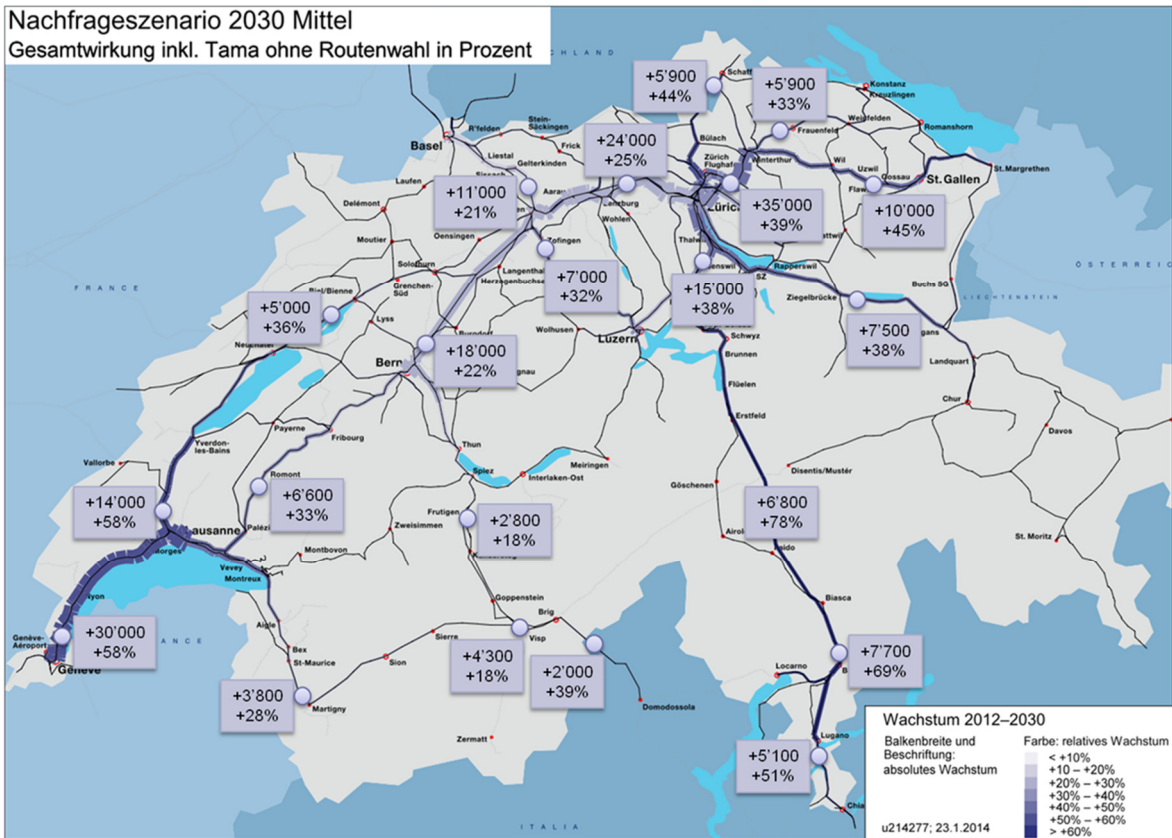 Nachfrageszenario 2030 Mittel
Gesamtwirkung inkl. Tama ohne Routenwahl in Prozent
+5’900
+44%
+5’900
+33%
Konstanz
Kreuzlingen
Romanshorn
Weinfelden
Frauenfeld
Basel
R'felden
Stein-
Säckingen
Frick
Liestal
Gelterkinden
Bülach
Zürich
Flughaf
Winterthur
Wil
Uzwil
Gossau
St.Gallen
St.Margrethen
+24’000
+25%
Laufen
Delémont
Moutier
+11’000
+21%
Aarau
Lenzburg
Wohlen
+35’000
+39%
+10’000
+45%
Oensingen
Zofingen
Thalwil
Rapperswil
Solothurn
Grenchen-
Süd
Langenthal
Herzogenbuchsee
+7’000
+32%
+15’000
+38%
SZ
Ziegelbrücke
Buchs SG
FRANCE
ÖSTERREIC
LIECHTENSTEIN
Biel/Bienne
+5’000
+36%
Lyss
Burgdorf
Wolhusen
Luzern
Schwyz
Brunnen
+7’500
+38%
Landquart
Neuchâtel
Bern
+18’000
+22%
Flüelen
Chur
Erstfeld
Payerne
Fribourg
Davos
Yverdon-
les-Bains
Vallorbe
Thun
Spiez
Interlaken-Ost
Meiringen
Disentis/Mustér
Göschenen
Romont
+6’600
+33%
+14’000
+58%
Frutigen
+2’800
+18%
+6’800
+78%
Lausanne
Palézi
Zweisimmen
Airolo
Faido
St. Moritz
Morges
Vevey
Montreux
Montbovon
Nyon
Goppenstein
Biasca
Genève-
Aéroport
Genève
+30’000
+58%
Aigle
Bex
St-Maurice
Sierre
Sion
Brig
Visp
+4’300
+18%
+2’000
+39%
+7’700
+69%
Locarno
+3’800
+28%
Martigny
Domodossola
Zermatt
Lugano
+5’100
+51%
ITALIA
Wachstum 2012–2030
Balkenbreite und
Beschriftung:
absolutes Wachstum
Farbe: relatives Wachstum
< +10%
+10 – +20%
+20% – +30%
+30% – +40%
+40% – +50%
+50% – +60%
> +60%
u214277; 23.1.2014